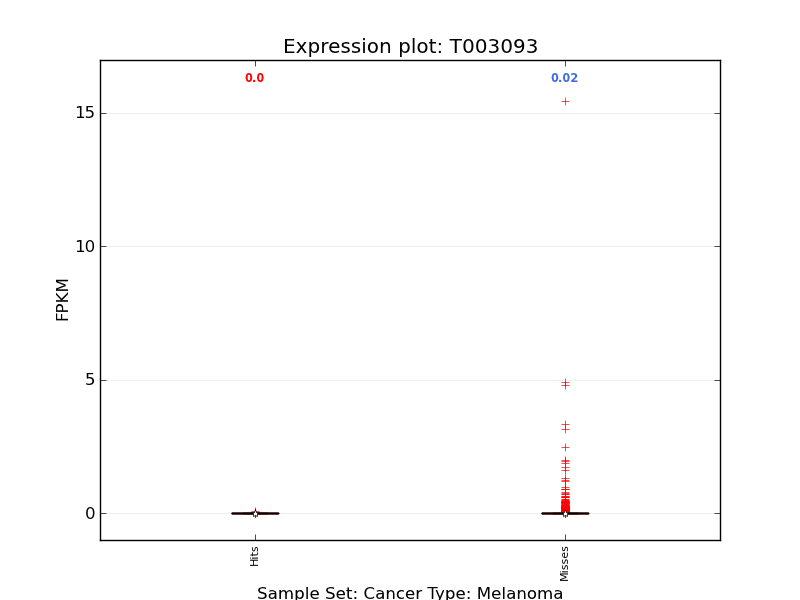 Expression plot: T003093
0.0
0.02
15
10
5
0
FPKM
Hits
Misses
Sample Set: Cancer Type: Melanoma